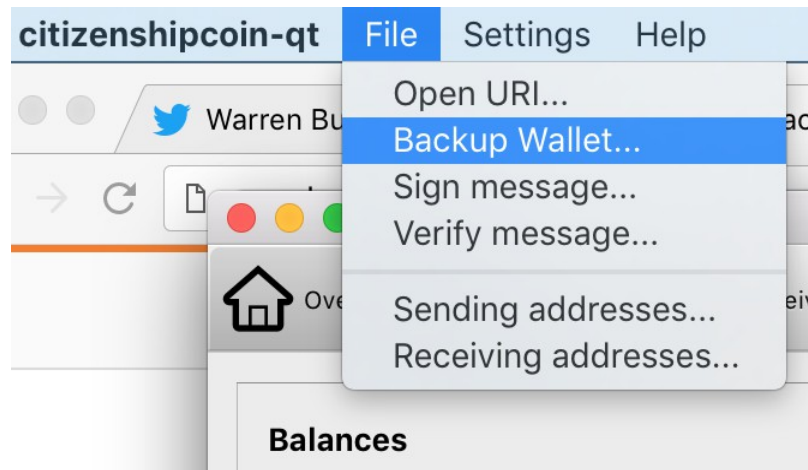 citizenshipcoin-qt File Settings Help
Open URI...
Warren Bu
Backup Wallet...
Sign message...
Verify message...
Ove
Sending addresses...
Receiving addresses...
Balances